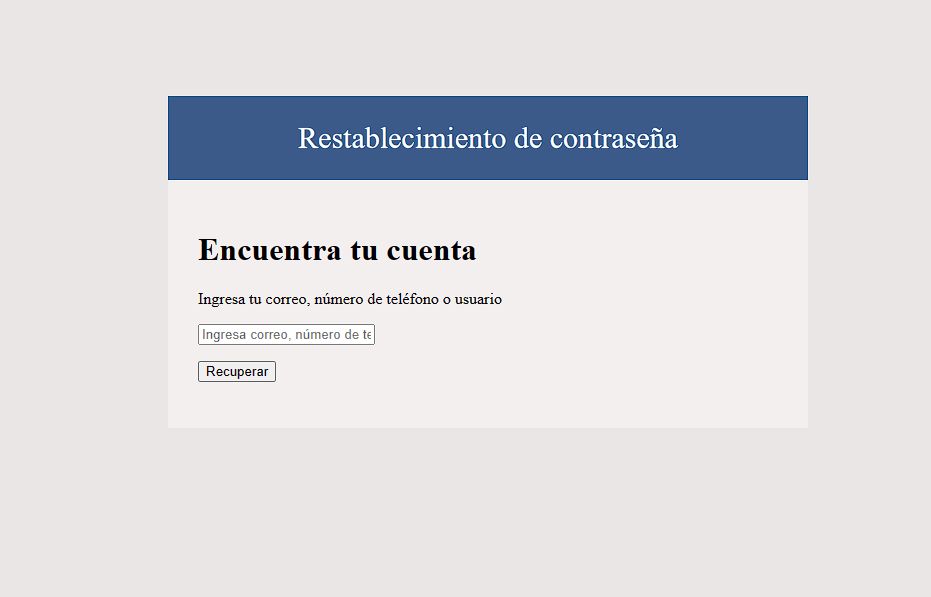 Restablecimiento de contraseña
Encuentra tu cuenta
Ingresa tu correo, número de teléfono o usuario
Ingresa correo, número de te
Recuperar